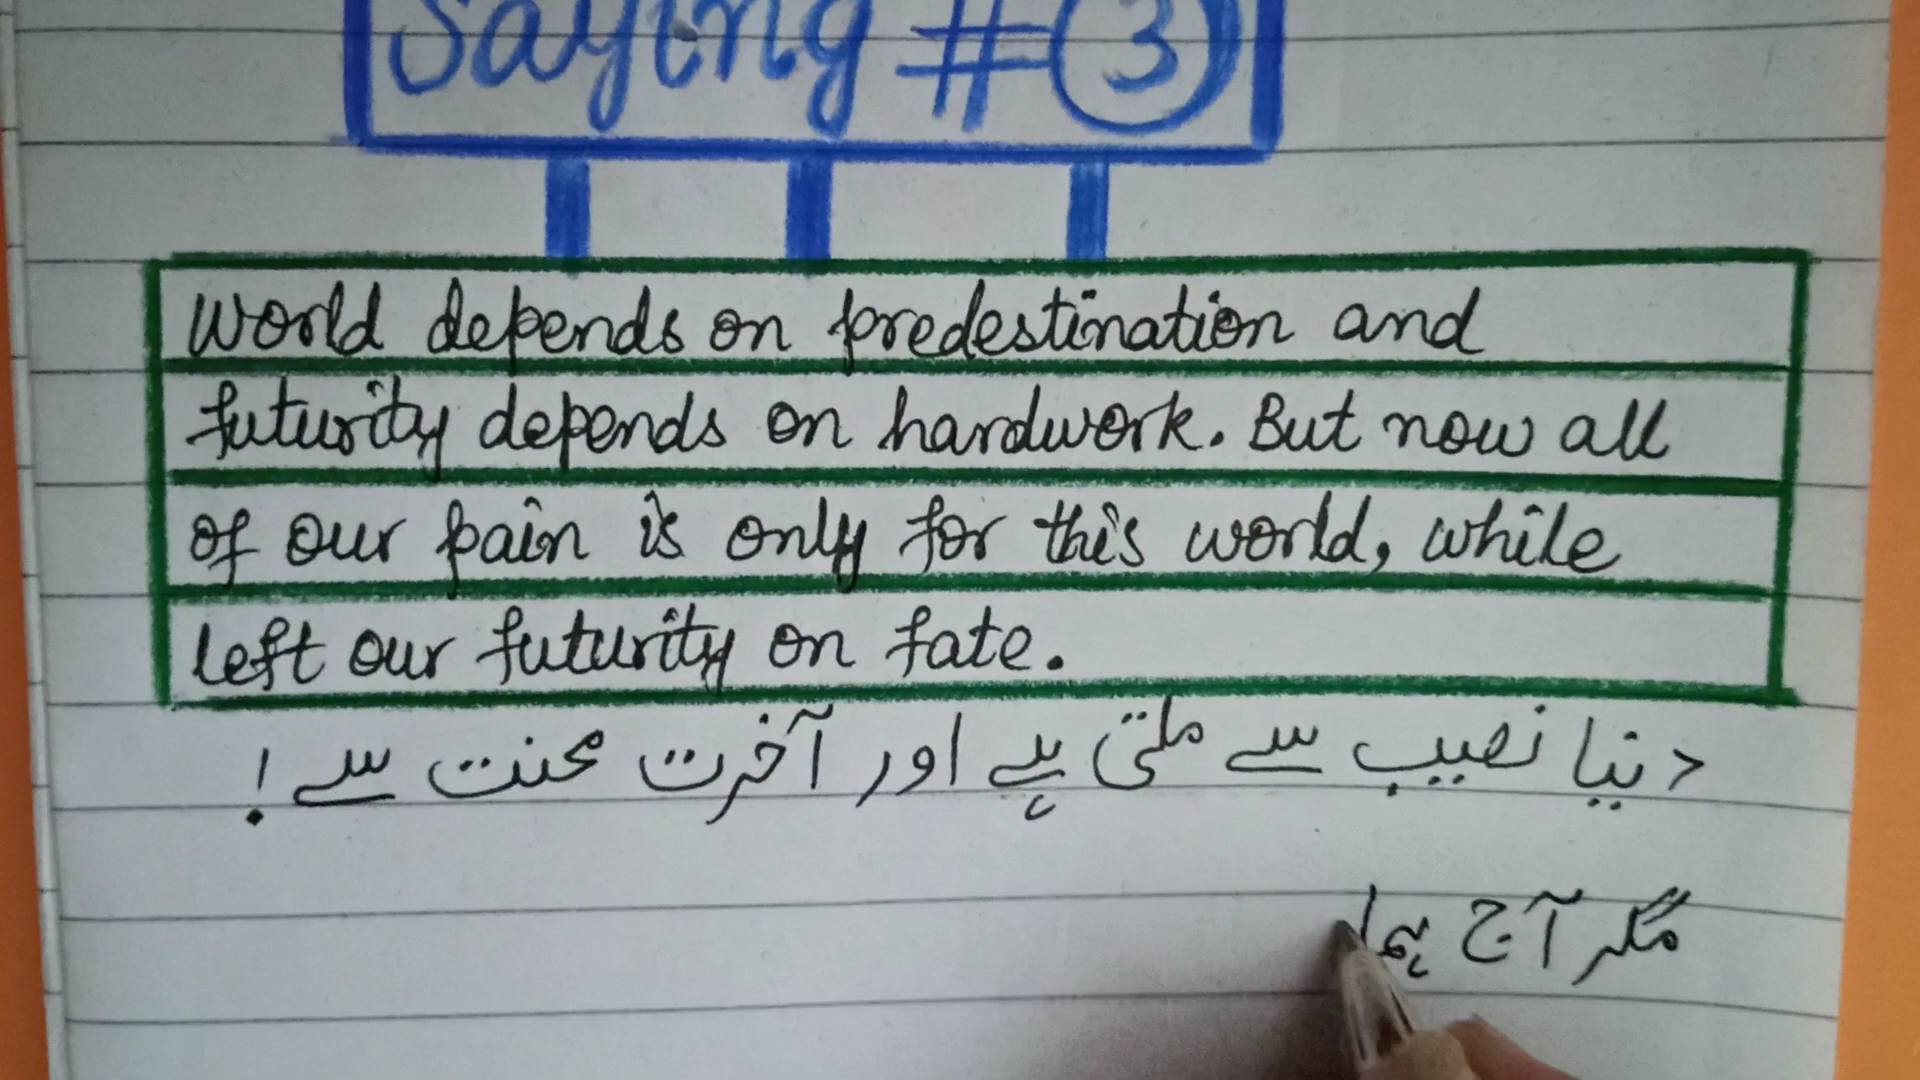 Saying # 3
World depends on predestination and
futurity depends on hardwork. But now all
of our pain is only for this world, while
left our futurity on fate.
دنیا نصیب سے ملتی ہے اور آخرت محنت سے!
مگر آج ہما